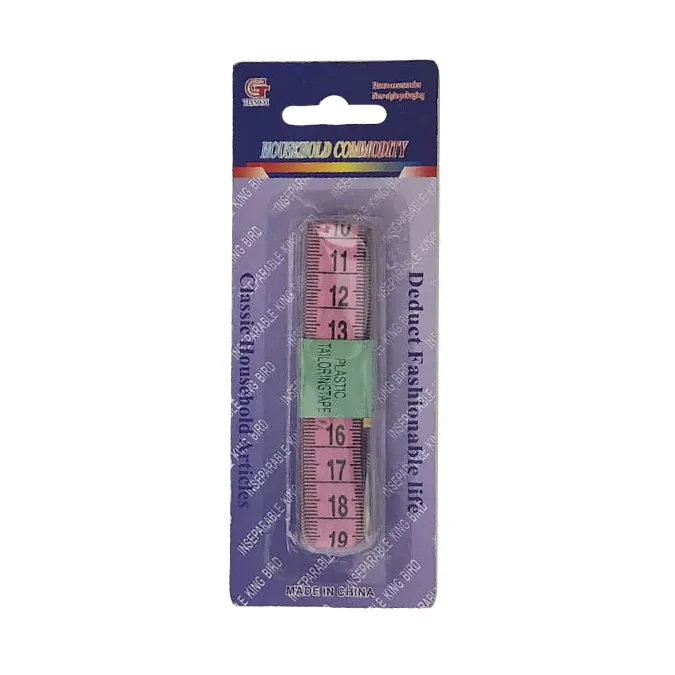 HOUSEHOLD COMMODITY
INSEPARABLE KING BIRD
Classic Household Articles
Deduct Fashionable life
10
11
12
13
PLASTIC
TAILORINGTAPE
16
17
18
19
MADE IN CHINA